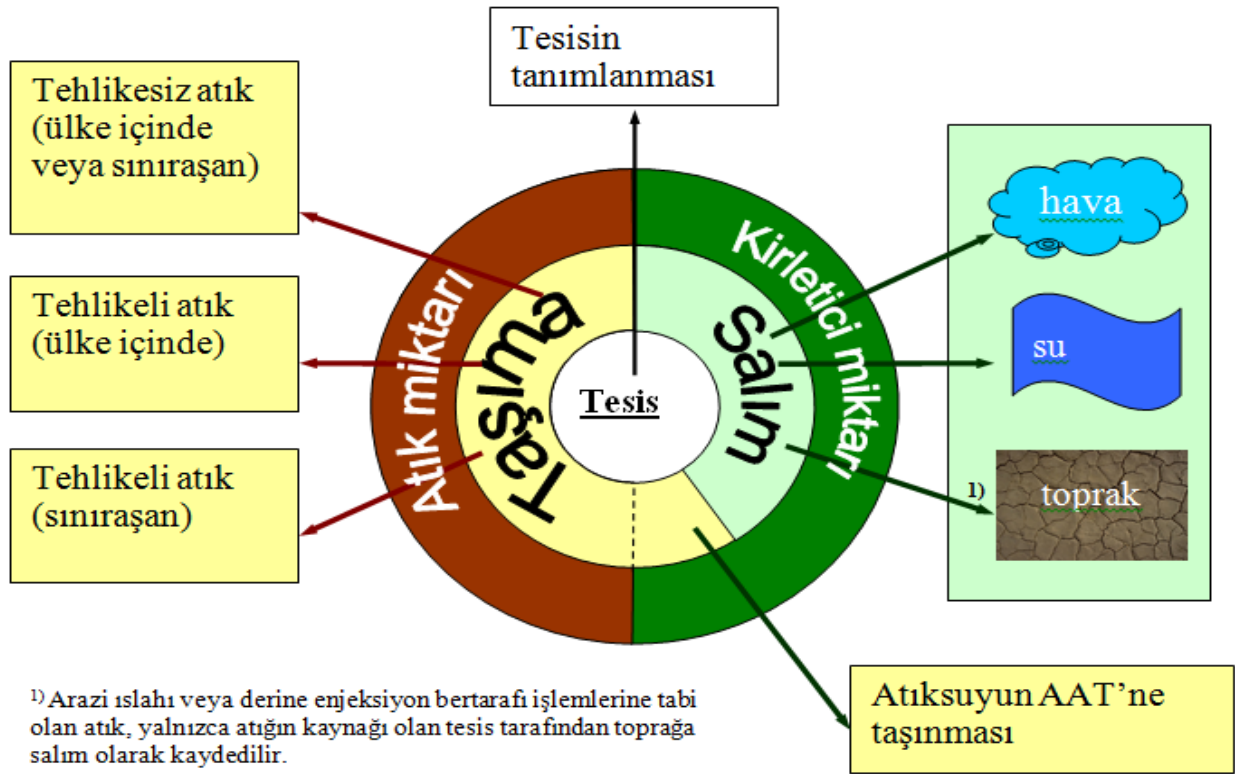 Tesisin
tanımlanması
Tehlikesiz atık
(ülke içinde
veya sınıraşan)
Tehlikeli atık
(ülke içinde)
Tehlikeli atık
(sınıraşan)
Atık miktarı
Taşıma
Tesis
Salım
Kirletici miktarı
hava
su
1)
toprak
Atıksuyun AAT’ne
taşınması
1) Arazi ıslahı veya derine enjeksiyon bertarafı işlemlerine tabi
olan atık, yalnızca atığın kaynağı olan tesis tarafından toprağa
salım olarak kaydedilir.